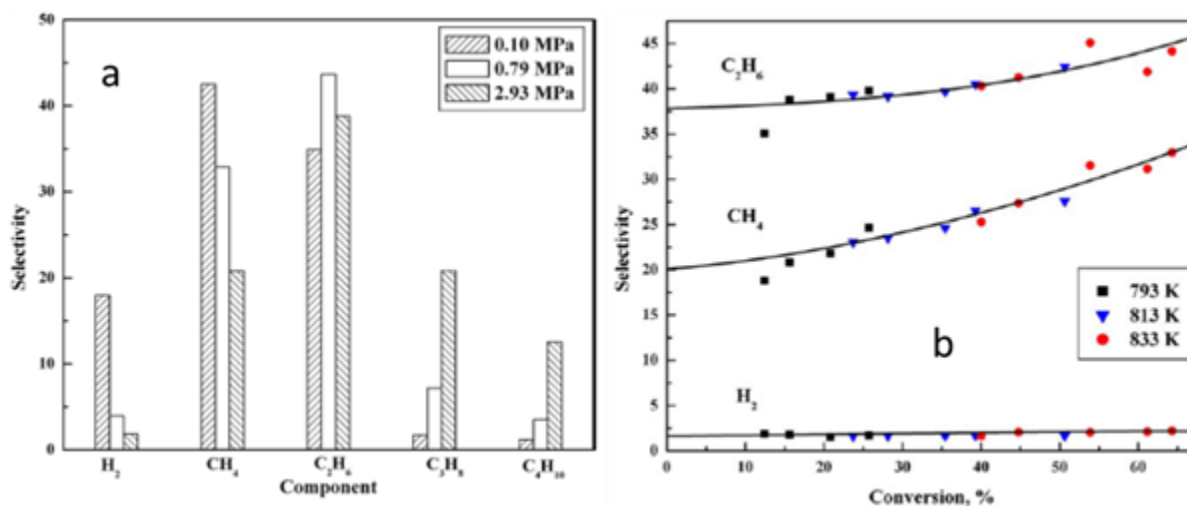 a
0.10 MPa
0.79 MPa
2.93 MPa
50
40
30
20
10
0
Selectivity
H₂ CH₄ C₂H₆ C₃H₈ C₄H₁₀
Component
b
45
40
35
30
25
20
15
10
5
0
Selectivity
C₂H₆
CH₄
H₂
793 K
813 K
833 K
0 10 20 30 40 50 60
Conversion, %